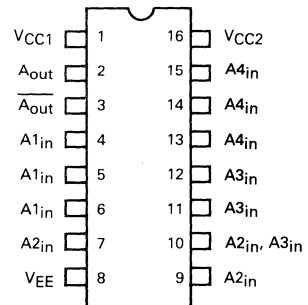 VCC1 1 16 VCC2
Aout 2 15 A4in
A̅o̅u̅t̅ 3 14 A4in
A1in 4 13 A4in
A1in 5 12 A3in
A1in 6 11 A3in
A2in 7 10 A2in, A3in
VEE 8 9 A2in